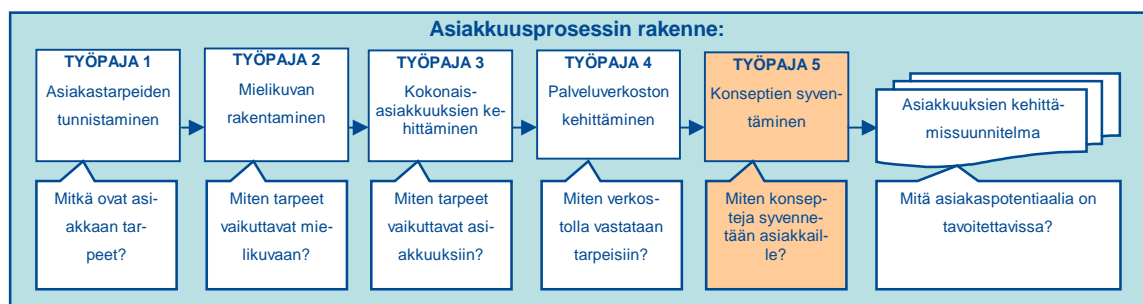 Asiakkuusprosessin rakenne:
TYÖPAJA 1
Asiakastarpeiden
tunnistaminen
TYÖPAJA 2
Mielikuvan
rakentaminen
TYÖPAJA 3
Kokonais-
asiakkuuksien ke-
hittäminen
TYÖPAJA 4
Palveluverkoston
kehittäminen
TYÖPAJA 5
Konseptien syven-
täminen
Asiakkuuksien kehittä-
missuunnitelma
Mitkä ovat asi-
akkaan tar-
peet?
Miten tarpeet
vaikuttavat mie-
likuvaan?
Miten tarpeet
vaikuttavat asi-
akkuuksiin?
Miten verkos-
tolla vastataan
tarpeisiin?
Miten konsep-
teja syvenne-
tään asiakkail-
le?
Mitä asiakaspotentiaalia on
tavoitettavissa?